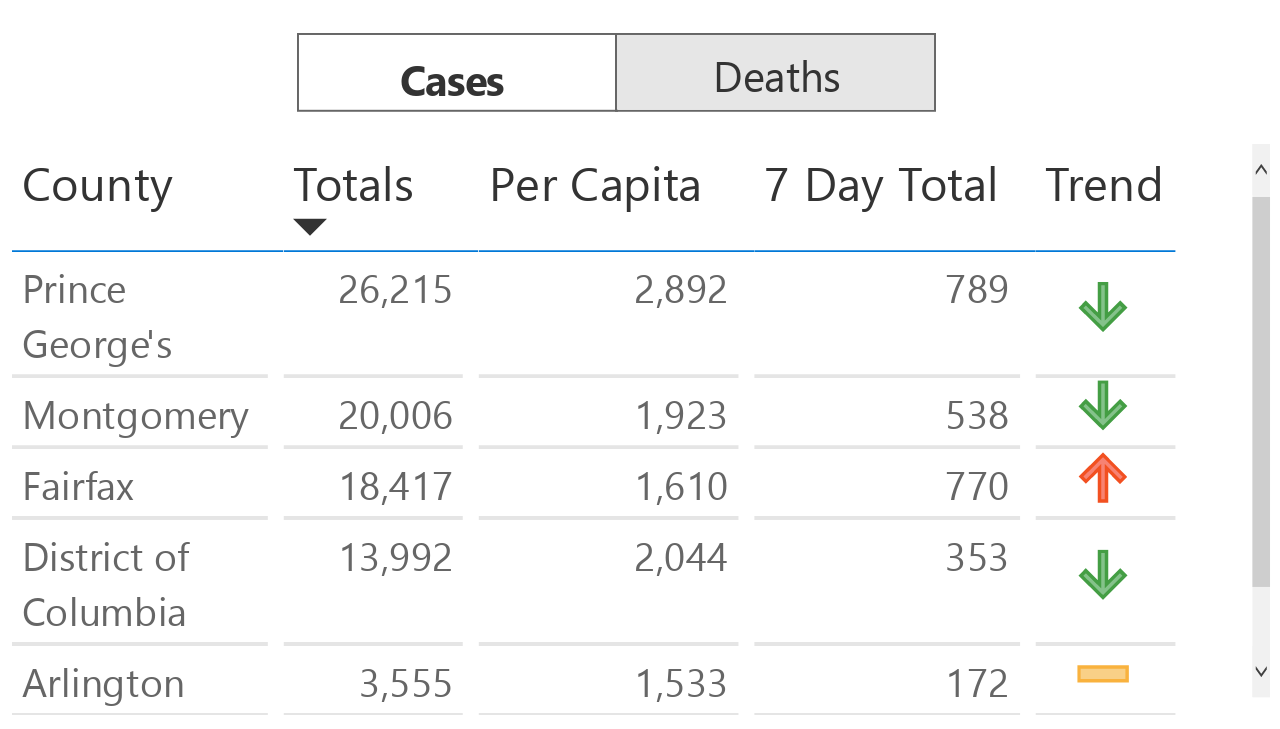 Cases Deaths
County Totals Per Capita 7 Day Total Trend
Prince 26,215 2,892 789
George's
Montgomery 20,006 1,923 538
Fairfax 18,417 1,610 770
District of 13,992 2,044 353
Columbia
Arlington 3,555 1,533 172